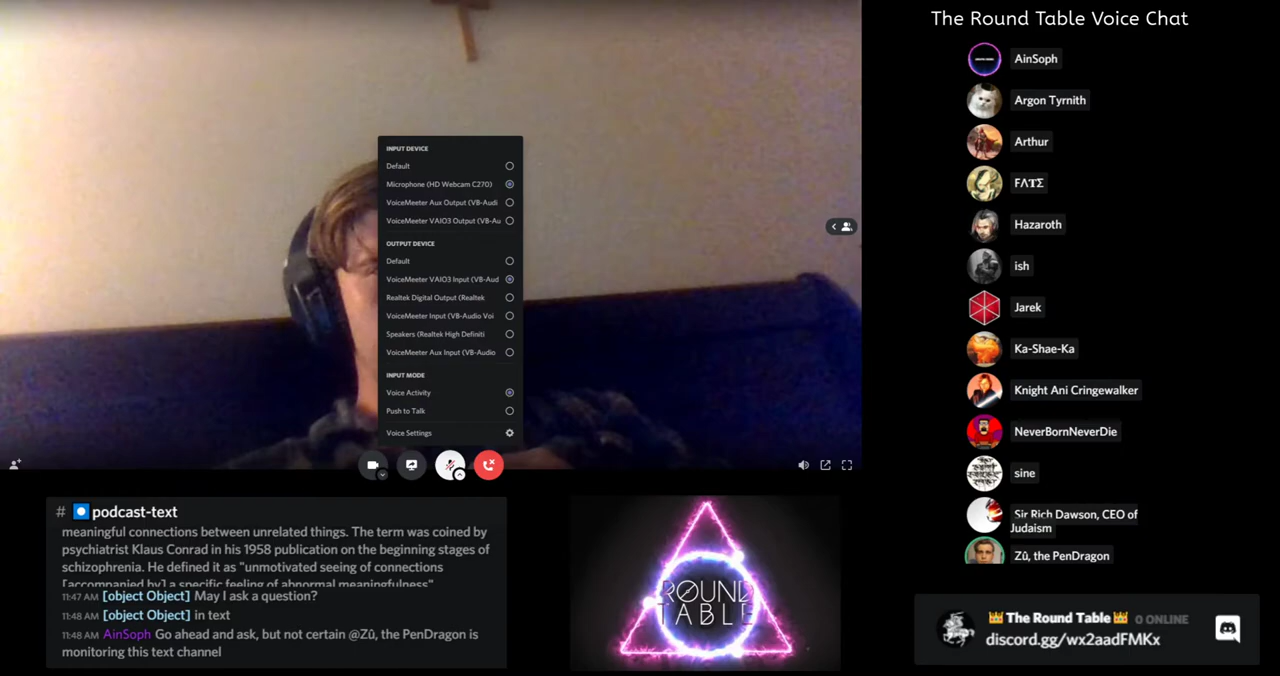 The Round Table Voice Chat
AinSoph
Argon Tyrnith
Arthur
FΛTΣ
Hazaroth
ish
Jarek
Ka-Shae-Ka
Knight Ani Cringewalker
NeverBornNeverDie
sine
Sir Rich Dawson, CEO of
Judaism
Zû, the PenDragon
INPUT DEVICE
Default
Microphone (HD Webcam C270)
VoiceMeeter Aux Output (VB-Audi
VoiceMeeter VAIO3 Output (VB-Au
OUTPUT DEVICE
Default
VoiceMeeter VAIO3 Input (VB-Aud
Realtek Digital Output (Realtek
VoiceMeeter Input (VB-Audio Voi
Speakers (Realtek High Definiti
VoiceMeeter Aux Input (VB-Audio
INPUT MODE
Voice Activity
Push to Talk
Voice Settings
# podcast-text
meaningful connections between unrelated things. The term was coined by
psychiatrist Klaus Conrad in his 1958 publication on the beginning stages of
schizophrenia. He defined it as "unmotivated seeing of connections
[accompanied by] a specific feeling of abnormal meaningfulness"
11:47 AM [object Object] May I ask a question?
11:48 AM [object Object] in text
11:48 AM AinSoph Go ahead and ask, but not certain @Zû, the PenDragon is
monitoring this text channel
ROUND
TABLE
👑 The Round Table 👑 0 ONLINE
discord.gg/wx2aadFMKx